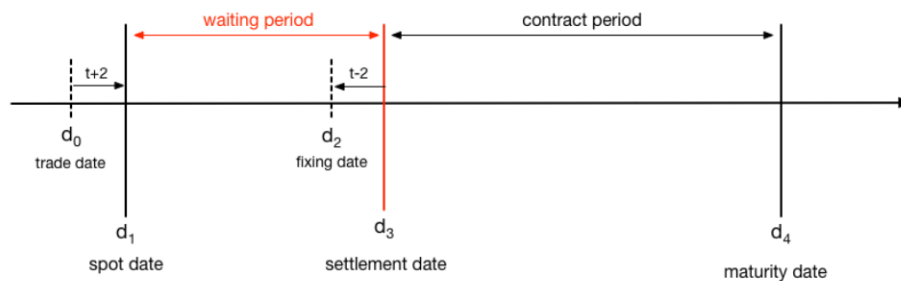 waiting period
contract period
t+2
t-2
d0
d2
trade date
fixing date
d1
d3
d4
spot date
settlement date
maturity date